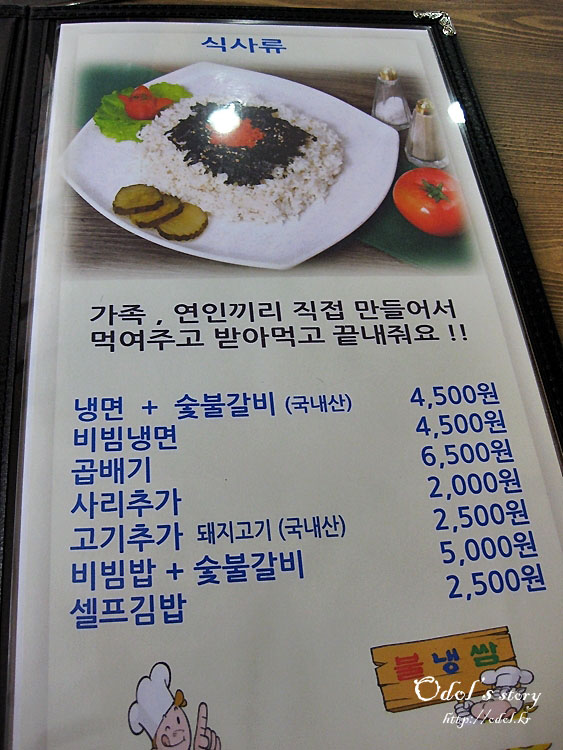 식사류
가족 , 연인끼리 직접 만들어서
먹여주고 받아먹고 끝내줘요 !!
냉면 + 숯불갈비 (국내산) 4,500원
비빔냉면 4,500원
곱배기 6,500원
사리추가 2,000원
고기추가 돼지고기 (국내산) 2,500원
비빔밥 + 숯불갈비 5,000원
셀프김밥 2,500원
불냉쌈
Odol's story
http://odol.kr